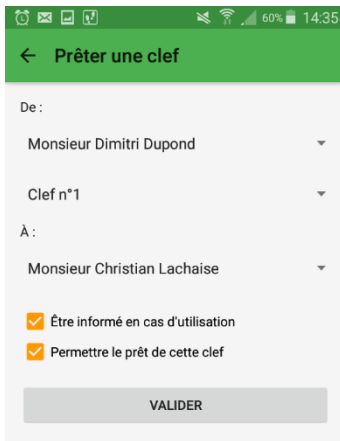 60% 14:35
Prêter une clef
De :
Monsieur Dimitri Dupond
Clef n°1
À :
Monsieur Christian Lachaise
Être informé en cas d'utilisation
Permettre le prêt de cette clef
VALIDER